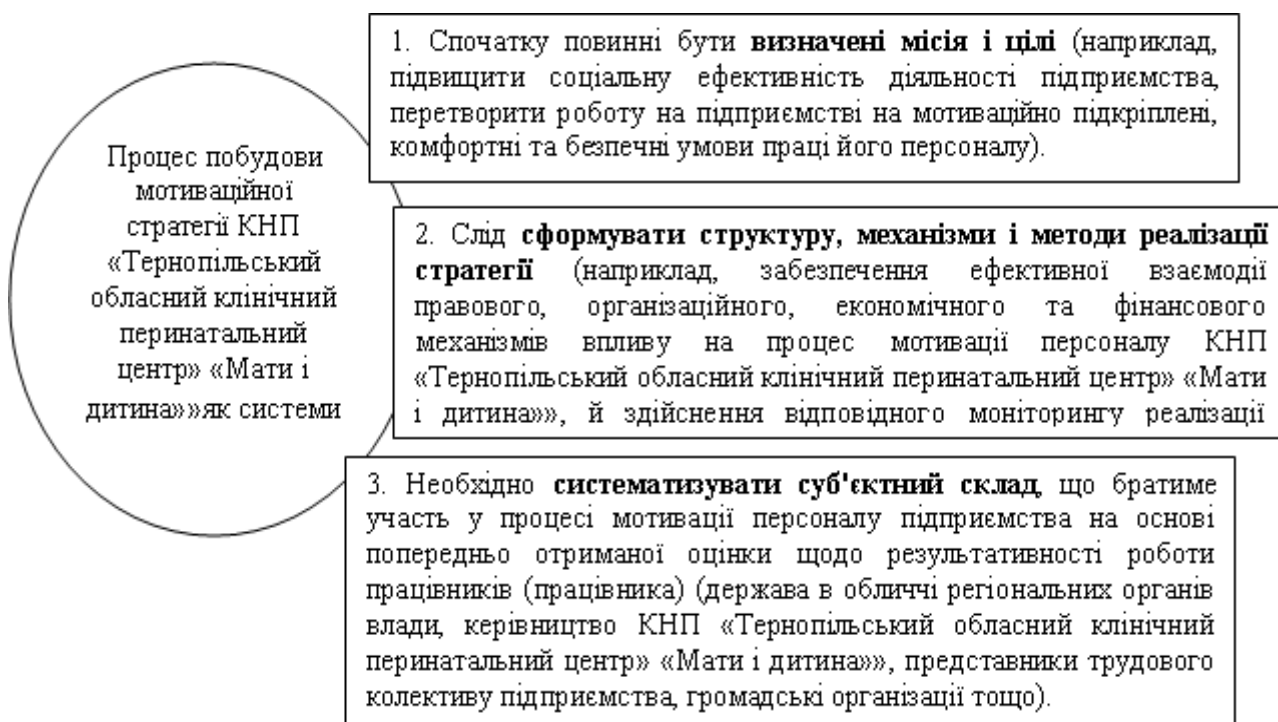 Процес побудови
мотиваційної
стратегії КНП
«Тернопільський
обласний клінічний
перинатальний
центр» «Мати і
дитина»»як системи
1. Спочатку повинні бути визначені місія і цілі (наприклад,
підвищити соціальну ефективність діяльності підприємства,
перетворити роботу на підприємстві на мотиваційно підкріплені,
комфортні та безпечні умови праці його персоналу).
2. Слід сформувати структуру, механізми і методи реалізації
стратегії (наприклад, забезпечення ефективної взаємодії
правового, організаційного, економічного та фінансового
механізмів впливу на процес мотивації персоналу КНП
«Тернопільський обласний клінічний перинатальний центр» «Мати
і дитина»», й здійснення відповідного моніторингу реалізації
3. Необхідно систематизувати суб'єктний склад, що братиме
участь у процесі мотивації персоналу підприємства на основі
попередньо отриманої оцінки щодо результативності роботи
працівників (працівника) (держава в обличчі регіональних органів
влади, керівництво КНП «Тернопільський обласний клінічний
перинатальний центр» «Мати і дитина»», представники трудового
колективу підприємства, громадські організації тощо).